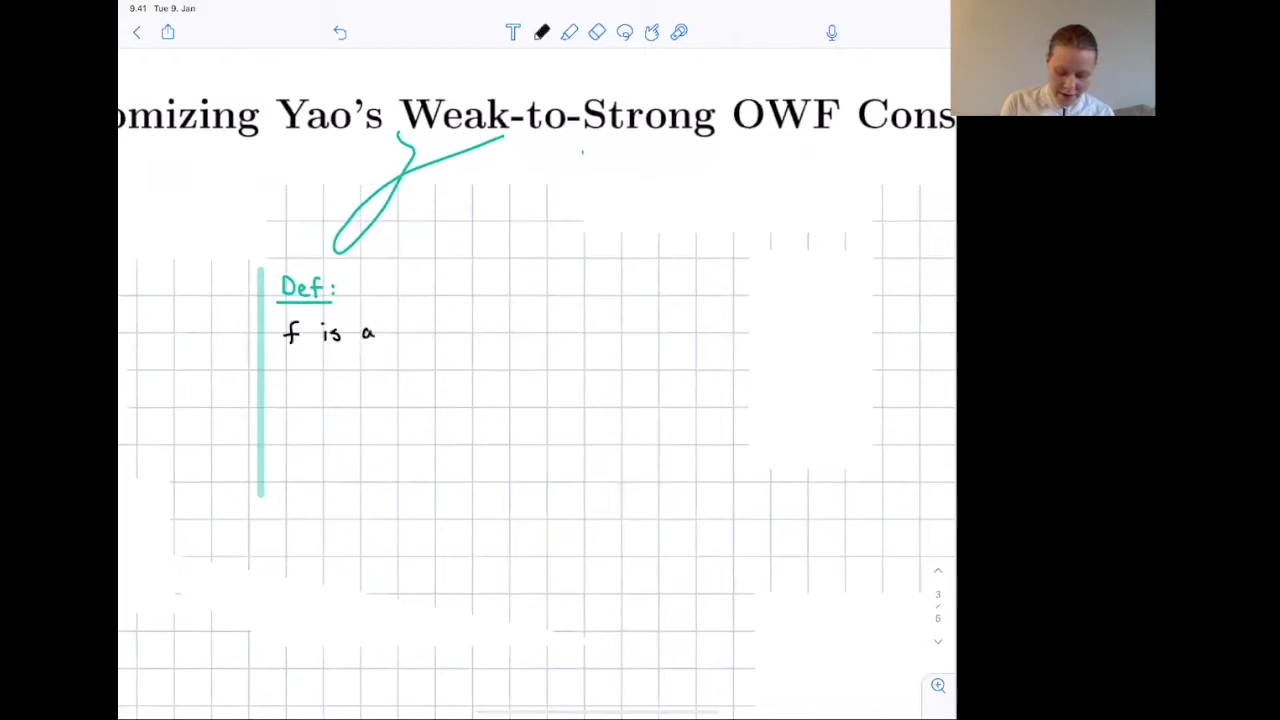 9.41 Tue 9. Jan
T
omizing Yao's Weak-to-Strong OWF Cons
Def:
f is a
3
/
5